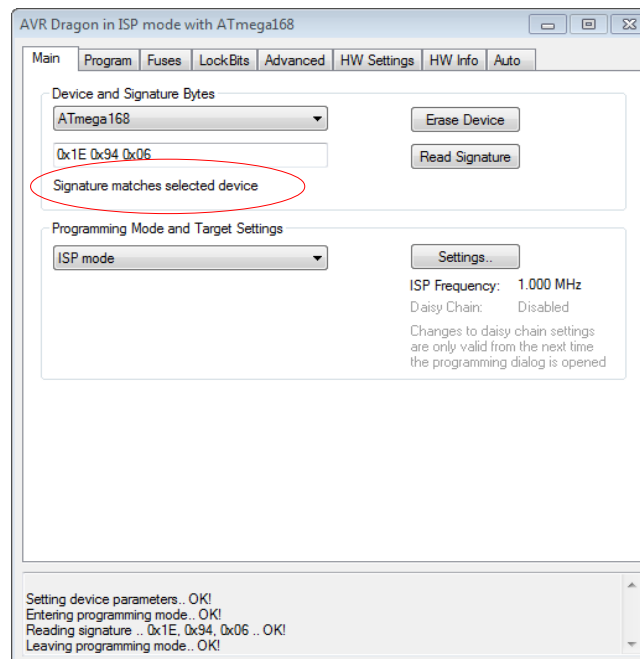 AVR Dragon in ISP mode with ATmega168
Main Program Fuses LockBits Advanced HW Settings HW Info Auto
Device and Signature Bytes
ATmega168 Erase Device
0x1E 0x94 0x06 Read Signature
Signature matches selected device
Programming Mode and Target Settings
ISP mode Settings..
ISP Frequency: 1.000 MHz
Daisy Chain: Disabled
Changes to daisy chain settings
are only valid from the next time
the programming dialog is opened
Setting device parameters.. OK!
Entering programming mode.. OK!
Reading signature .. 0x1E, 0x94, 0x06 .. OK!
Leaving programming mode.. OK!